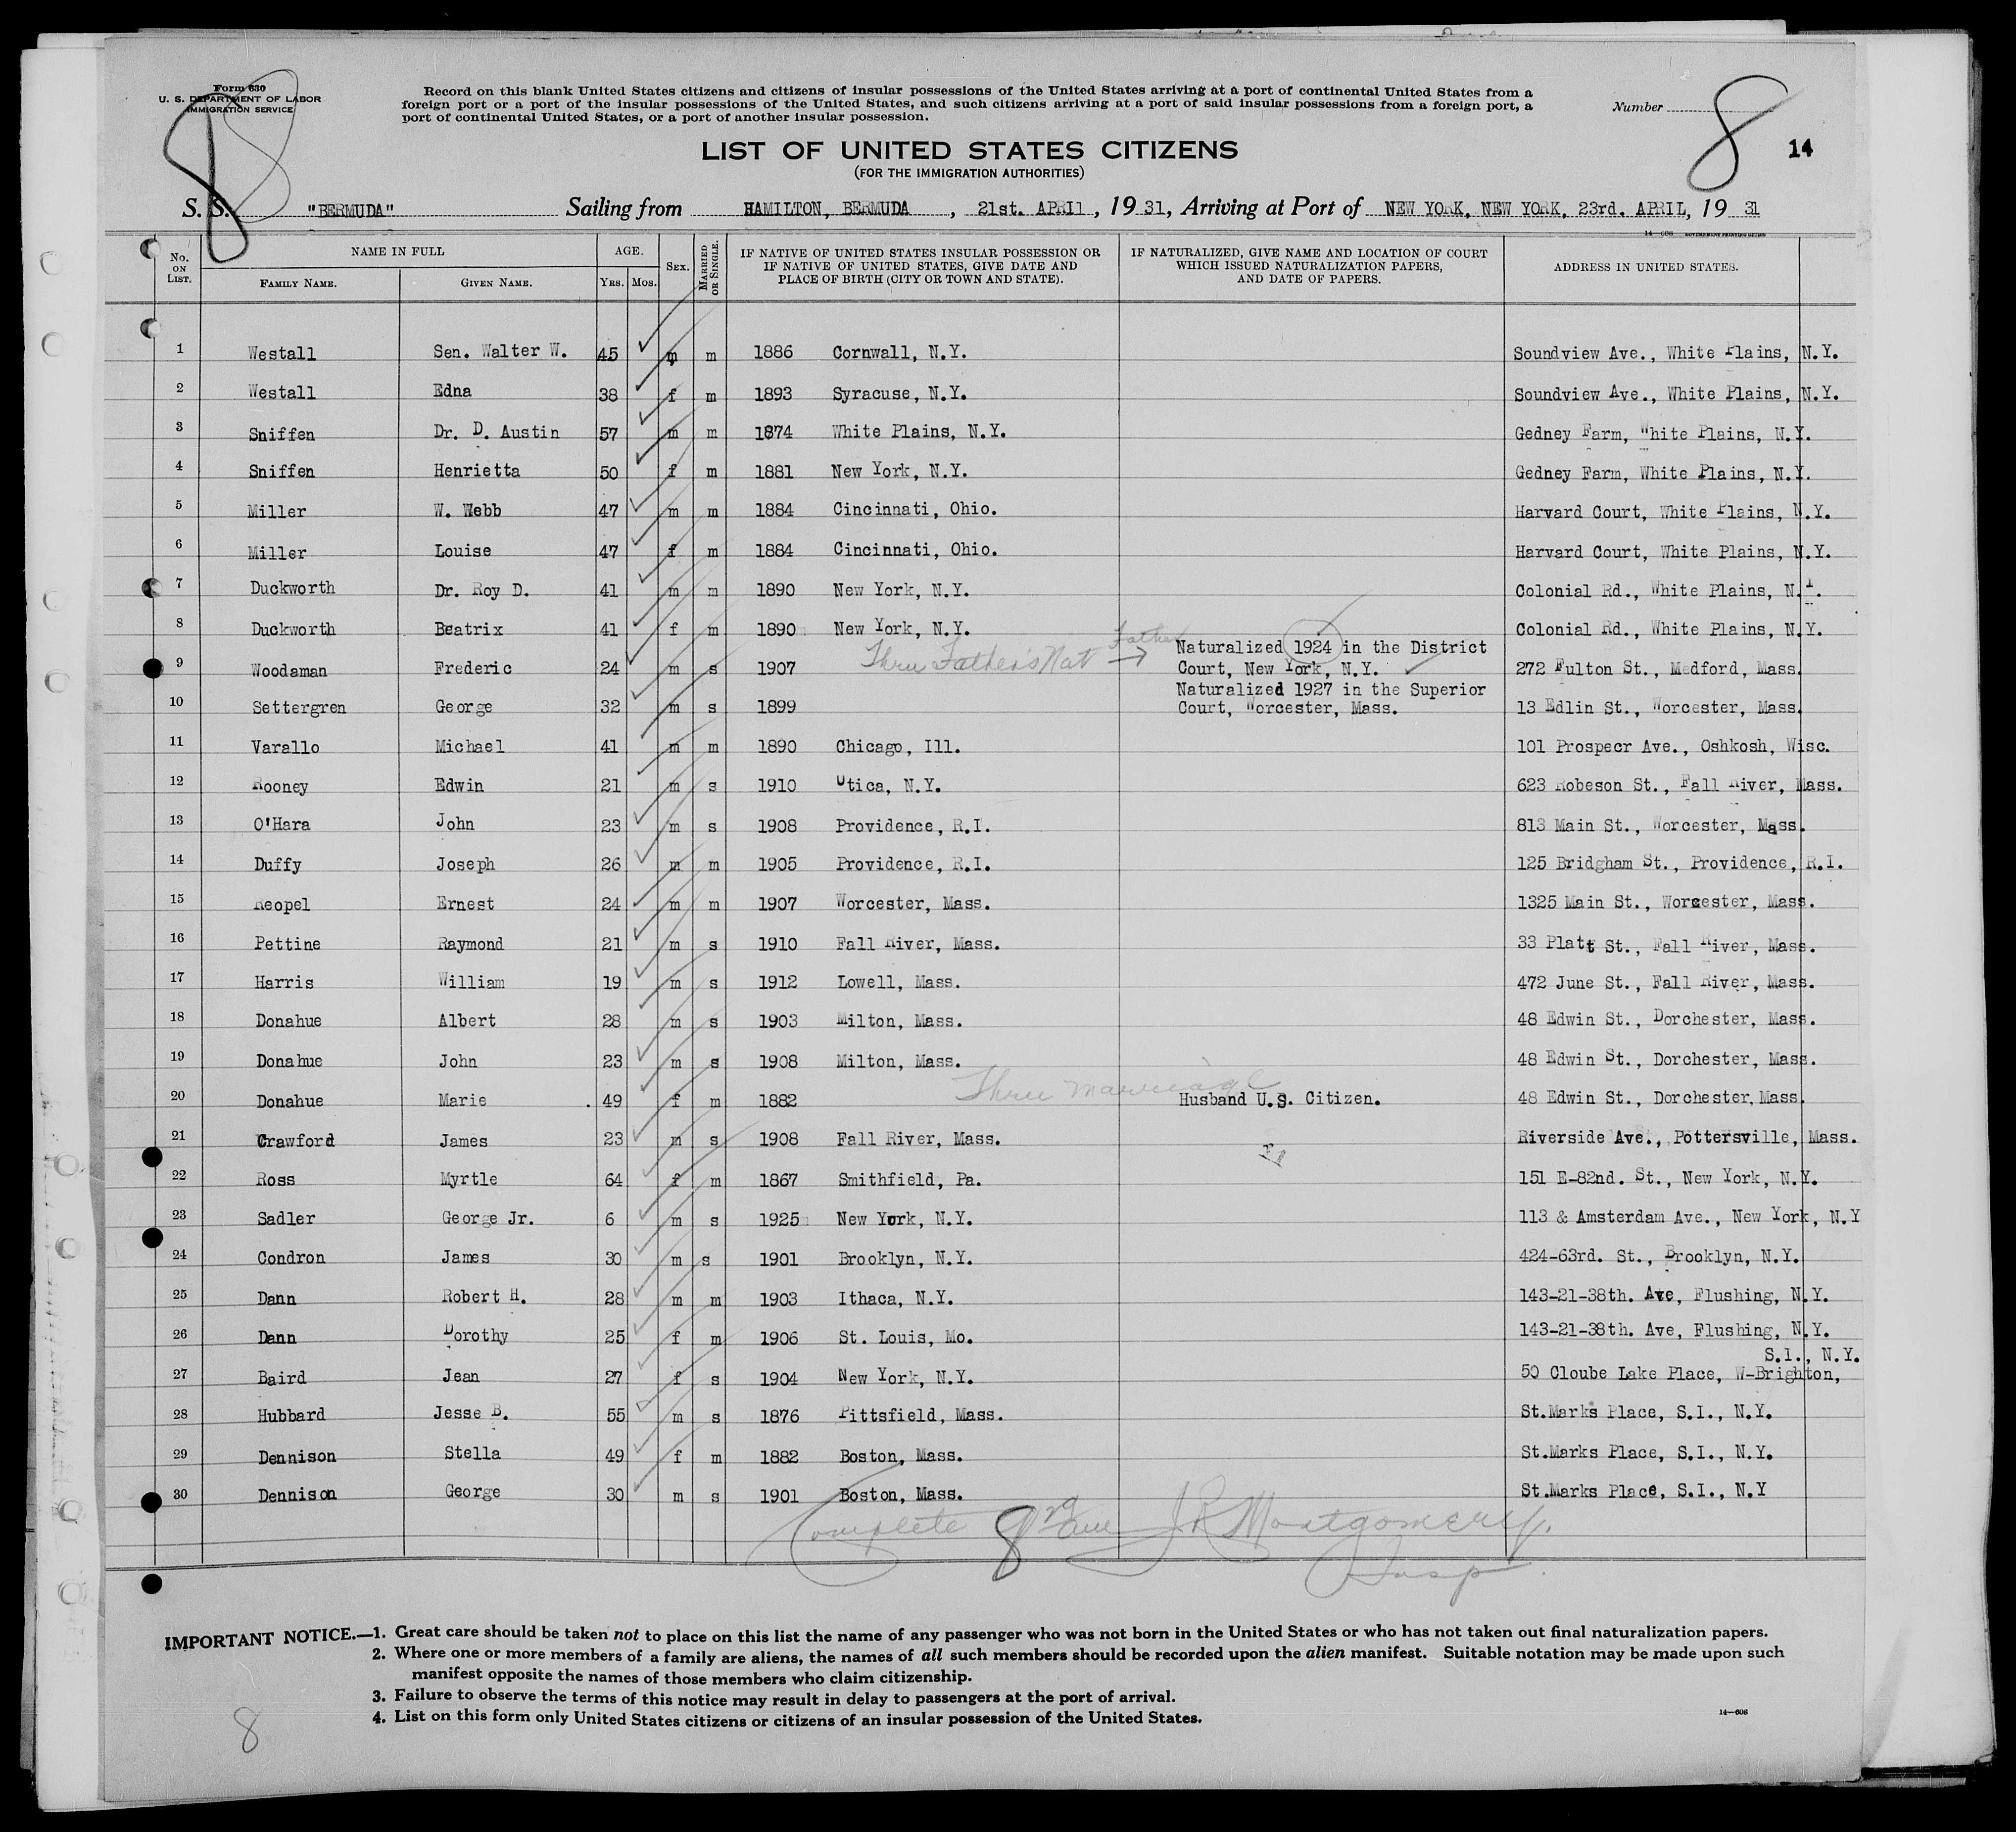 Form 630
U. S. DEPARTMENT OF LABOR
IMMIGRATION SERVICE
8
Record on this blank United States citizens and citizens of insular possessions of the United States arriving at a port of continental United States from a
foreign port or a port of the insular possessions of the United States, and such citizens arriving at a port of said insular possessions from a foreign port, a
port of continental United States, or a port of another insular possession.
Number 8
14
LIST OF UNITED STATES CITIZENS
(FOR THE IMMIGRATION AUTHORITIES)
S. S. "BERMUDA" Sailing from HAMILTON, BERMUDA, 21st. APRIl, 19 31, Arriving at Port of NEW YORK, NEW YORK, 23rd. APRIL, 19 31
No. ON LIST. NAME IN FULL FAMILY NAME. GIVEN NAME. AGE. YRS. MOS. SEX. MARRIED OR SINGLE. IF NATIVE OF UNITED STATES INSULAR POSSESSION OR IF NATIVE OF UNITED STATES, GIVE DATE AND PLACE OF BIRTH (CITY OR TOWN AND STATE). IF NATURALIZED, GIVE NAME AND LOCATION OF COURT WHICH ISSUED NATURALIZATION PAPERS, AND DATE OF PAPERS. ADDRESS IN UNITED STATES.
1 Westall Sen. Walter W. 45 m m 1886 Cornwall, N.Y. Soundview Ave., White Plains, N.Y.
2 Westall Edna 38 f m 1893 Syracuse, N.Y. Soundview Ave., White Plains, N.Y.
3 Sniffen Dr. D. Austin 57 m m 1874 White Plains, N.Y. Gedney Farm, White Plains, N.Y.
4 Sniffen Henrietta 50 f m 1881 New York, N.Y. Gedney Farm, White Plains, N.Y.
5 Miller W. Webb 47 m m 1884 Cincinnati, Ohio. Harvard Court, White Plains, N.Y.
6 Miller Louise 47 f m 1884 Cincinnati, Ohio. Harvard Court, White Plains, N.Y.
7 Duckworth Dr. Roy D. 41 m m 1890 New York, N.Y. Colonial Rd., White Plains, N.Y.
8 Duckworth Beatrix 41 f m 1890 New York, N.Y. Colonial Rd., White Plains, N.Y.
Father Naturalized 1924 in the District
9 Woodaman Frederic 24 m s 1907 Thru Father's Nat → Court, New York, N.Y. 272 Fulton St., Medford, Mass.
Naturalized 1927 in the Superior
10 Settergren George 32 m s 1899 Court, Worcester, Mass. 13 Edlin St., Worcester, Mass.
11 Varallo Michael 41 m m 1890 Chicago, Ill. 101 Prospecr Ave., Oshkosh, Wisc.
12 Rooney Edwin 21 m s 1910 Utica, N.Y. 623 Robeson St., Fall River, Mass.
13 O'Hara John 23 m s 1908 Providence, R.I. 813 Main St., Worcester, Mass.
14 Duffy Joseph 26 m m 1905 Providence, R.I. 125 Bridgham St., Providence, R.I.
15 Reopel Ernest 24 m m 1907 Worcester, Mass. 1325 Main St., Worcester, Mass.
16 Pettine Raymond 21 m s 1910 Fall River, Mass. 33 Platt St., Fall River, Mass.
17 Harris William 19 m s 1912 Lowell, Mass. 472 June St., Fall River, Mass.
18 Donahue Albert 28 m s 1903 Milton, Mass. 48 Edwin St., Dorchester, Mass.
19 Donahue John 23 m s 1908 Milton, Mass. 48 Edwin St., Dorchester, Mass.
Thru marriage
20 Donahue Marie 49 f m 1882 Husband U.S. Citizen. 48 Edwin St., Dorchester, Mass.
21 Crawford James 23 m s 1908 Fall River, Mass. Riverside Ave., Pottersville, Mass.
22 Ross Myrtle 64 f m 1867 Smithfield, Pa. 151 E-82nd. St., New York, N.Y.
23 Sadler George Jr. 6 m s 1925 New York, N.Y. 113 & Amsterdam Ave., New York, N.Y
24 Condron James 30 m s 1901 Brooklyn, N.Y. 424-63rd. St., Brooklyn, N.Y.
25 Dann Robert H. 28 m m 1903 Ithaca, N.Y. 143-21-38th. Ave, Flushing, N.Y.
26 Dann Dorothy 25 f m 1906 St. Louis, Mo. 143-21-38th. Ave, Flushing, N.Y.
S.I., N.Y.
27 Baird Jean 27 f s 1904 New York, N.Y. 50 Cloube Lake Place, W-Brighton,
28 Hubbard Jesse B. 55 m s 1876 Pittsfield, Mass. St.Marks Place, S.I., N.Y.
29 Dennison Stella 49 f m 1882 Boston, Mass. St.Marks Place, S.I., N.Y.
30 Dennison George 30 m s 1901 Boston, Mass. St.Marks Place, S.I., N.Y
Complete 8 J R Montgomery.
Insp.
IMPORTANT NOTICE.—1. Great care should be taken not to place on this list the name of any passenger who was not born in the United States or who has not taken out final naturalization papers.
2. Where one or more members of a family are aliens, the names of all such members should be recorded upon the alien manifest. Suitable notation may be made upon such
manifest opposite the names of those members who claim citizenship.
3. Failure to observe the terms of this notice may result in delay to passengers at the port of arrival.
4. List on this form only United States citizens or citizens of an insular possession of the United States.
14—606
8